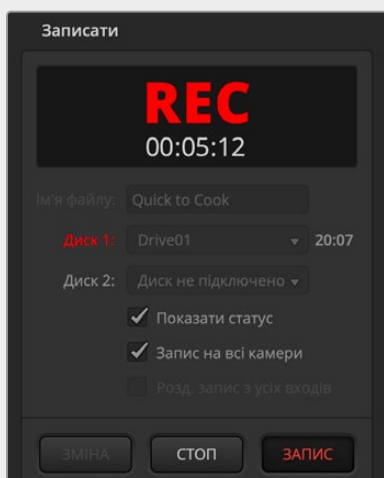 Записати
REC
00:05:12
Ім'я файлу: Quick to Cook
Диск 1: Drive01 20:07
Диск 2: Диск не підключено
Показати статус
Запис на всі камери
Розд. запис з усіх входів
ЗМІНА СТОП ЗАПИС